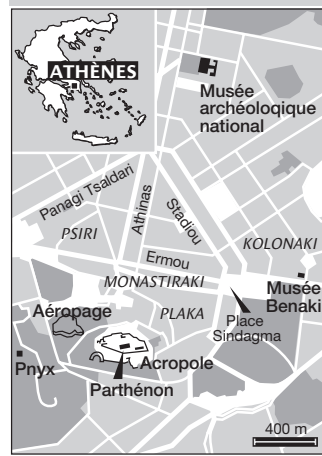 ATHÈNES
Musée
archéoloqique
national
Panagi Tsaldari
Athinas
Stadiou
PSIRI
KOLONAKI
Ermou
MONASTIRAKI
Musée
Benaki
Aéropage
PLAKA
Place
Sindagma
Pnyx
Acropole
Parthénon
400 m